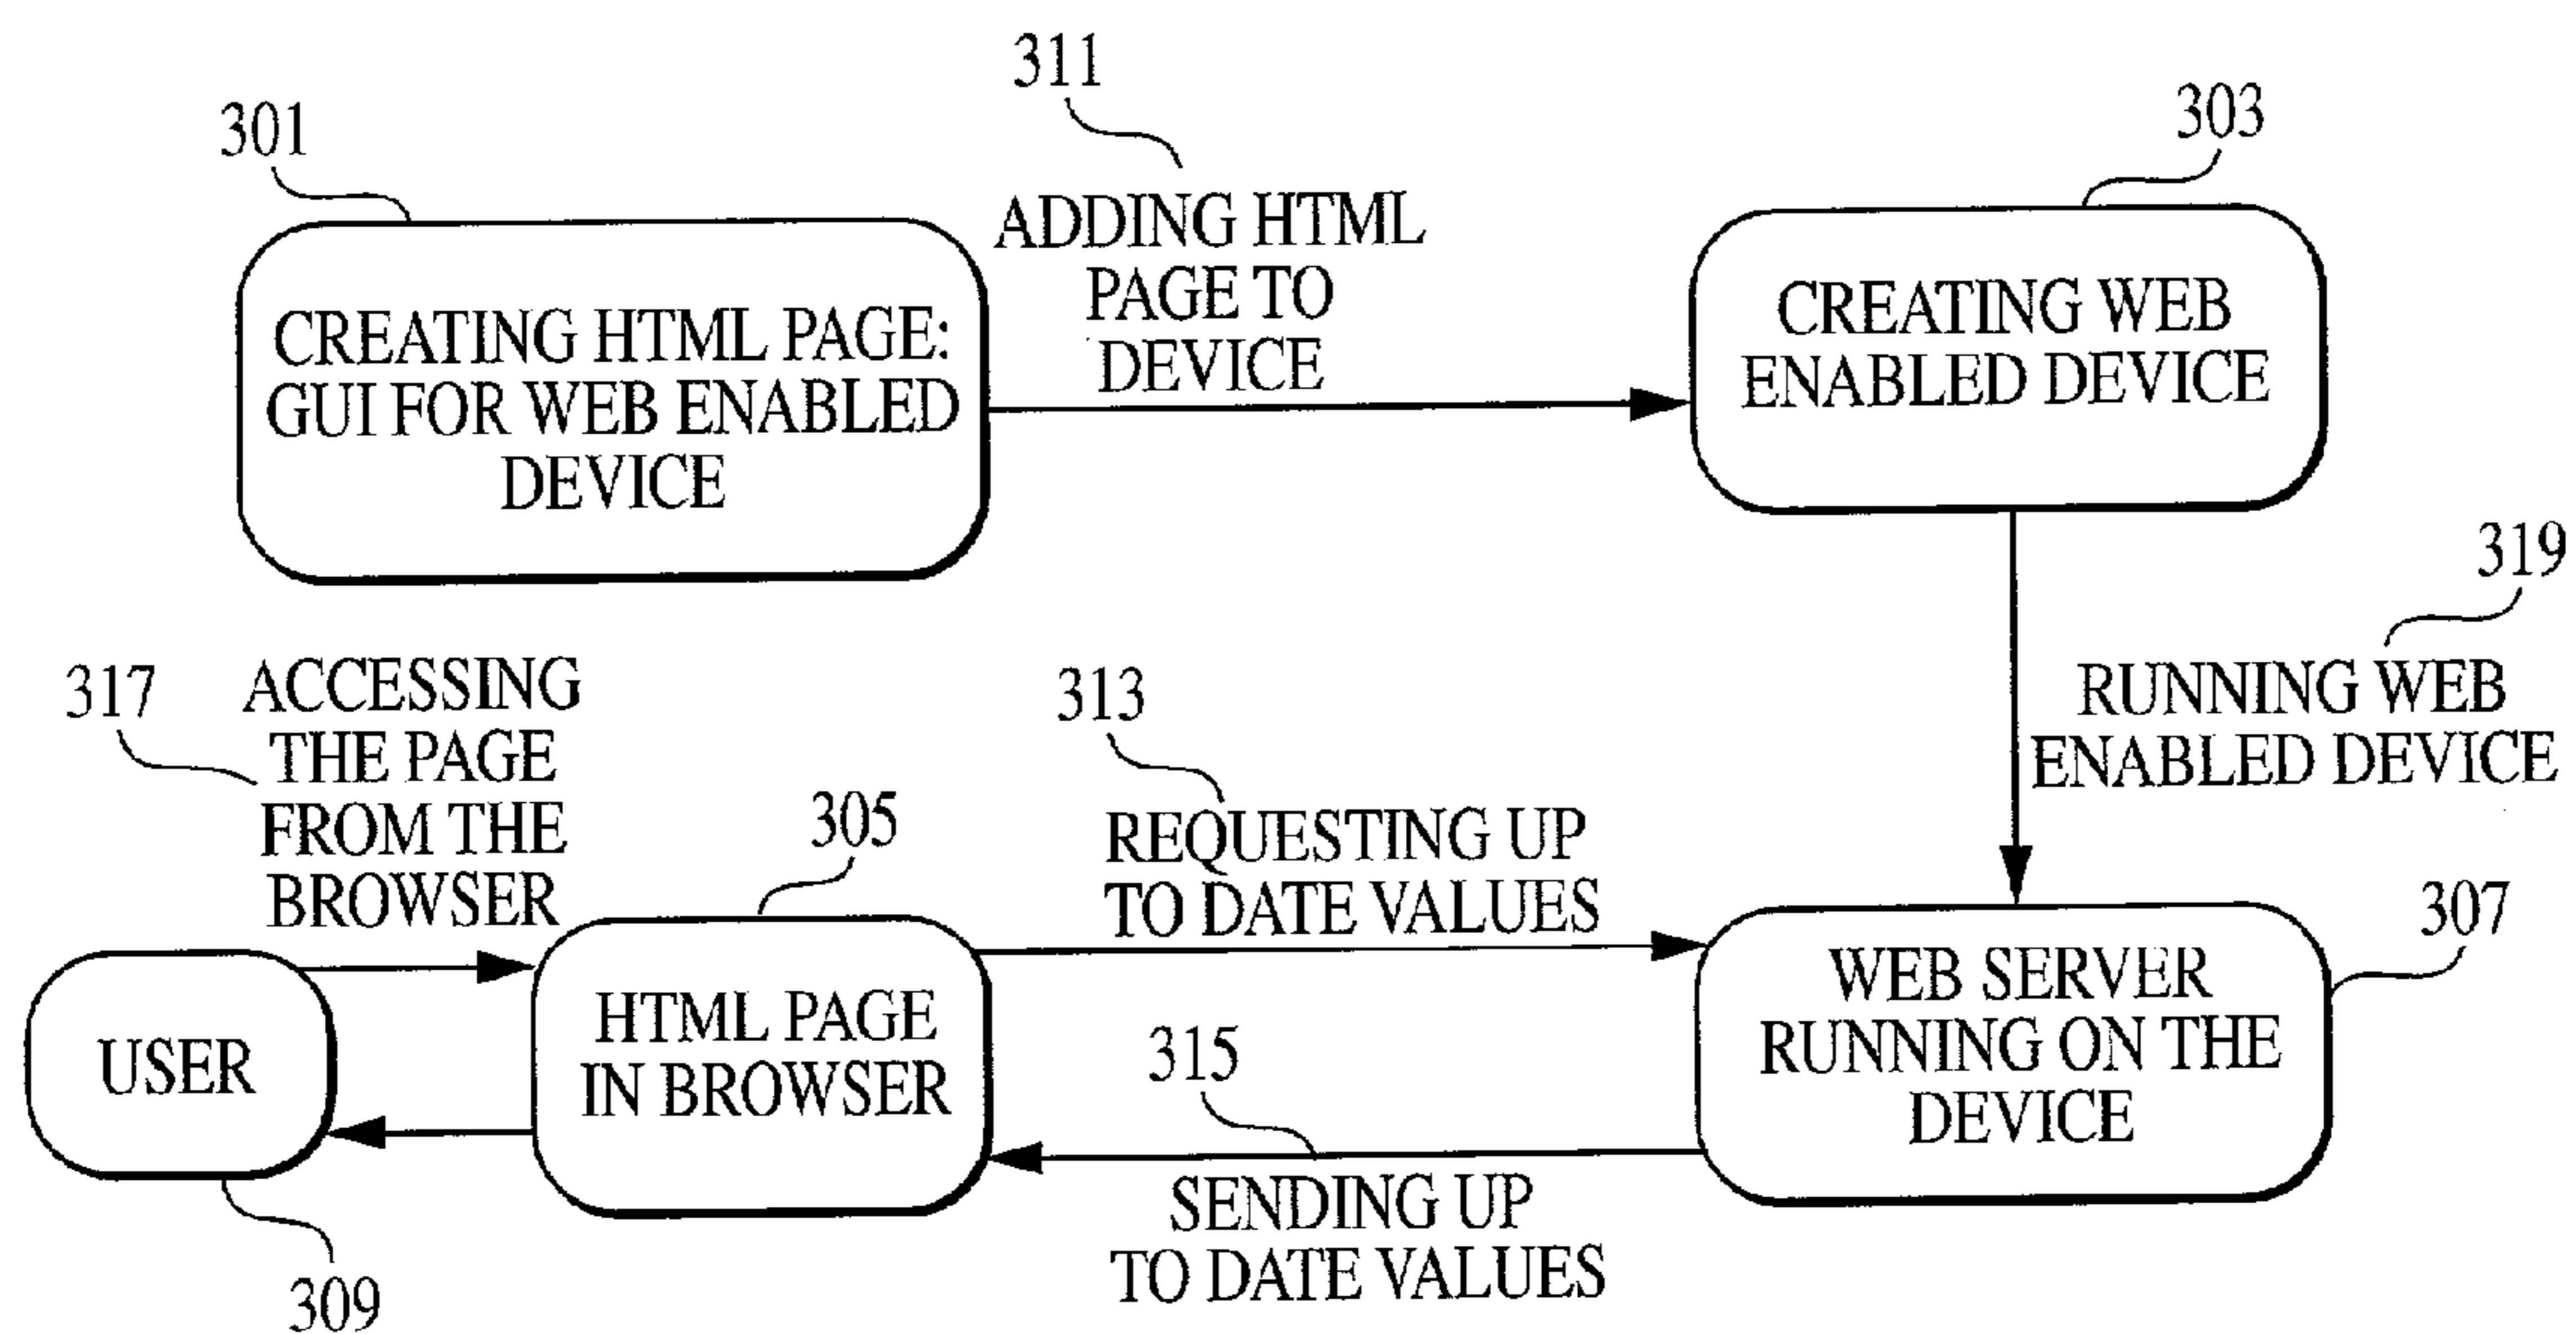 311
301
303
ADDING HTML
PAGE TO
DEVICE
CREATING HTML PAGE:
GUI FOR WEB ENABLED
DEVICE
CREATING WEB
ENABLED DEVICE
319
RUNNING WEB
ENABLED DEVICE
317
ACCESSING
THE PAGE
FROM THE
BROWSER
313
REQUESTING UP
TO DATE VALUES
305
307
USER
HTML PAGE
IN BROWSER
WEB SERVER
RUNNING ON THE
DEVICE
315
SENDING UP
TO DATE VALUES
309